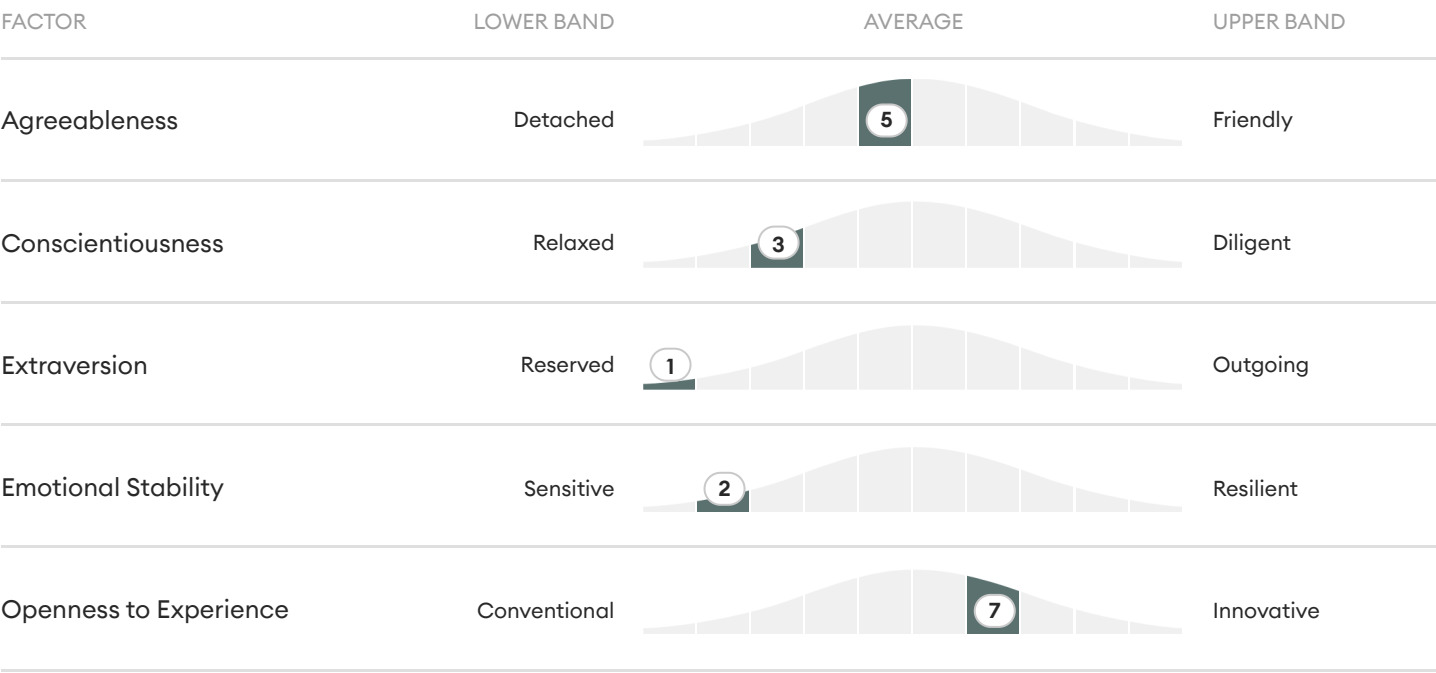 FACTOR LOWER BAND AVERAGE UPPER BAND
Agreeableness Detached 5 Friendly
Conscientiousness Relaxed 3 Diligent
Extraversion Reserved 1 Outgoing
Emotional Stability Sensitive 2 Resilient
Openness to Experience Conventional 7 Innovative